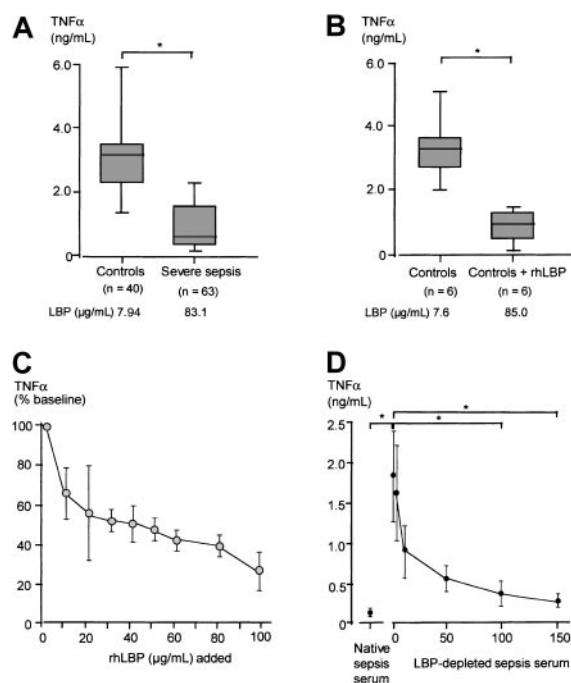 A
TNFα
(ng/mL)
*
6.0
4.0
2.0
0
Controls
(n = 40)
Severe sepsis
(n = 63)
LBP (μg/mL) 7.94
83.1
B
TNFα
(ng/mL)
*
6.0
4.0
2.0
0
Controls
(n = 6)
Controls + rhLBP
(n = 6)
LBP (μg/mL) 7.6
85.0
C
TNFα
(% baseline)
100
80
60
40
20
0
0 20 40 60 80 100
rhLBP (μg/mL) added
D
TNFα
(ng/mL)
* * *
2.5
2.0
1.5
1.0
0.5
0
0 50 100 150
Native
sepsis
serum
LBP-depleted sepsis serum